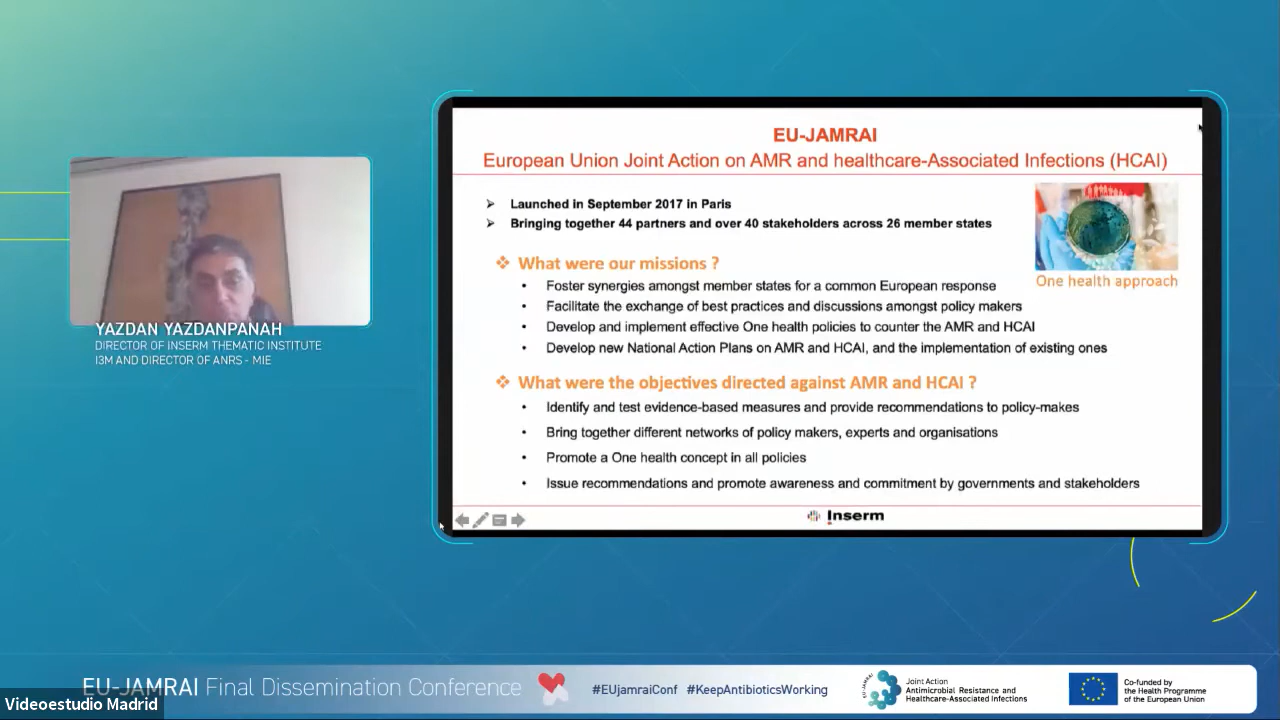 EU-JAMRAI
European Union Joint Action on AMR and healthcare-Associated Infections (HCAI)
Launched in September 2017 in Paris
Bringing together 44 partners and over 40 stakeholders across 26 member states
What were our missions ?
Foster synergies amongst member states for a common European response
Facilitate the exchange of best practices and discussions amongst policy makers
Develop and implement effective One health policies to counter the AMR and HCAI
Develop new National Action Plans on AMR and HCAI, and the implementation of existing ones
One health approach
What were the objectives directed against AMR and HCAI ?
Identify and test evidence-based measures and provide recommendations to policy-makes
Bring together different networks of policy makers, experts and organisations
Promote a One health concept in all policies
Issue recommendations and promote awareness and commitment by governments and stakeholders
Inserm
YAZDAN YAZDANPANAH
DIRECTOR OF INSERM THEMATIC INSTITUTE
I3M AND DIRECTOR OF ANRS - MIE
EU-JAMRAI Final Dissemination Conference
#EUjamraiConf #KeepAntibioticsWorking
EU-JAMRAI
Joint Action
Antimicrobial Resistance and
Healthcare-Associated Infections
Co-funded by
the Health Programme
of the European Union
Videoestudio Madrid